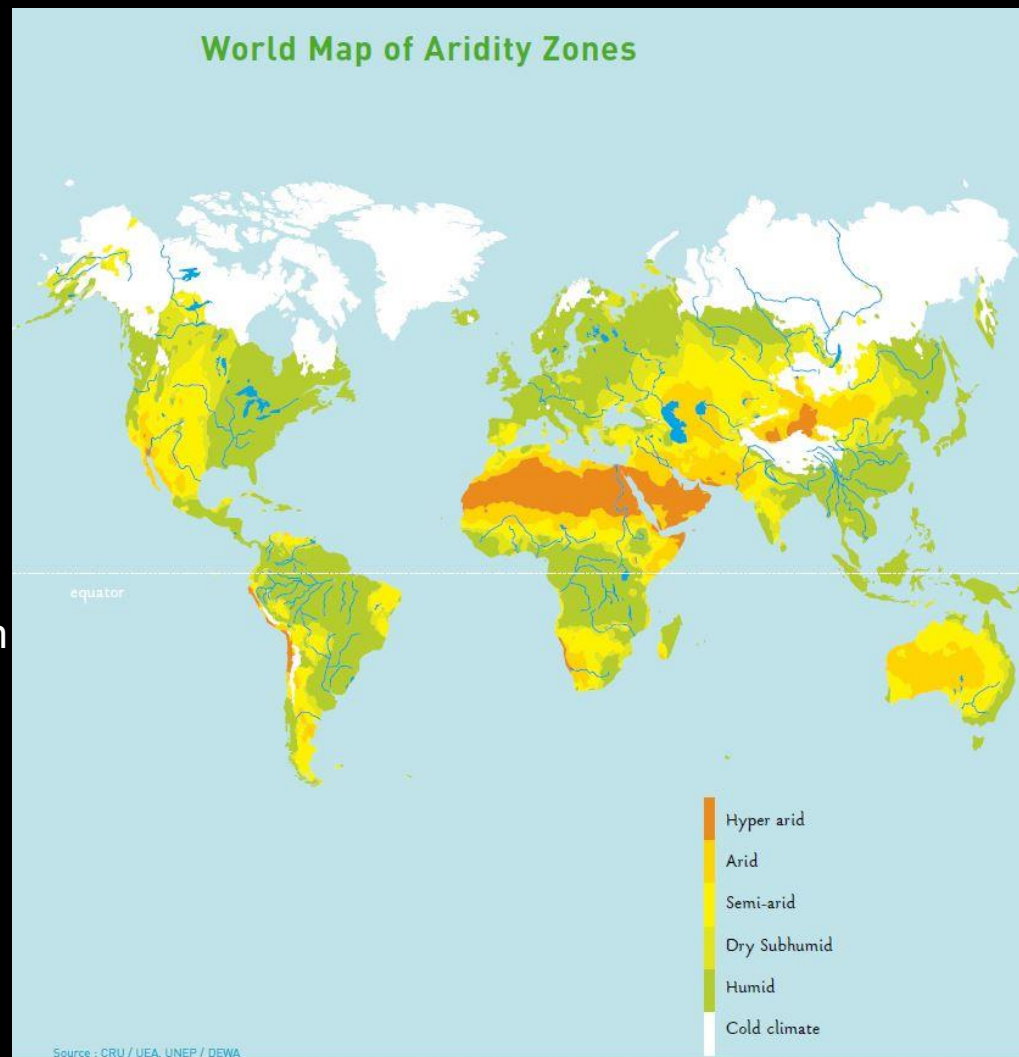 World Map of Aridity Zones
equator
Hyper arid
Arid
Semi-arid
Dry Subhumid
Humid
Cold climate
Source : CRU / UEA, UNEP / DEWA